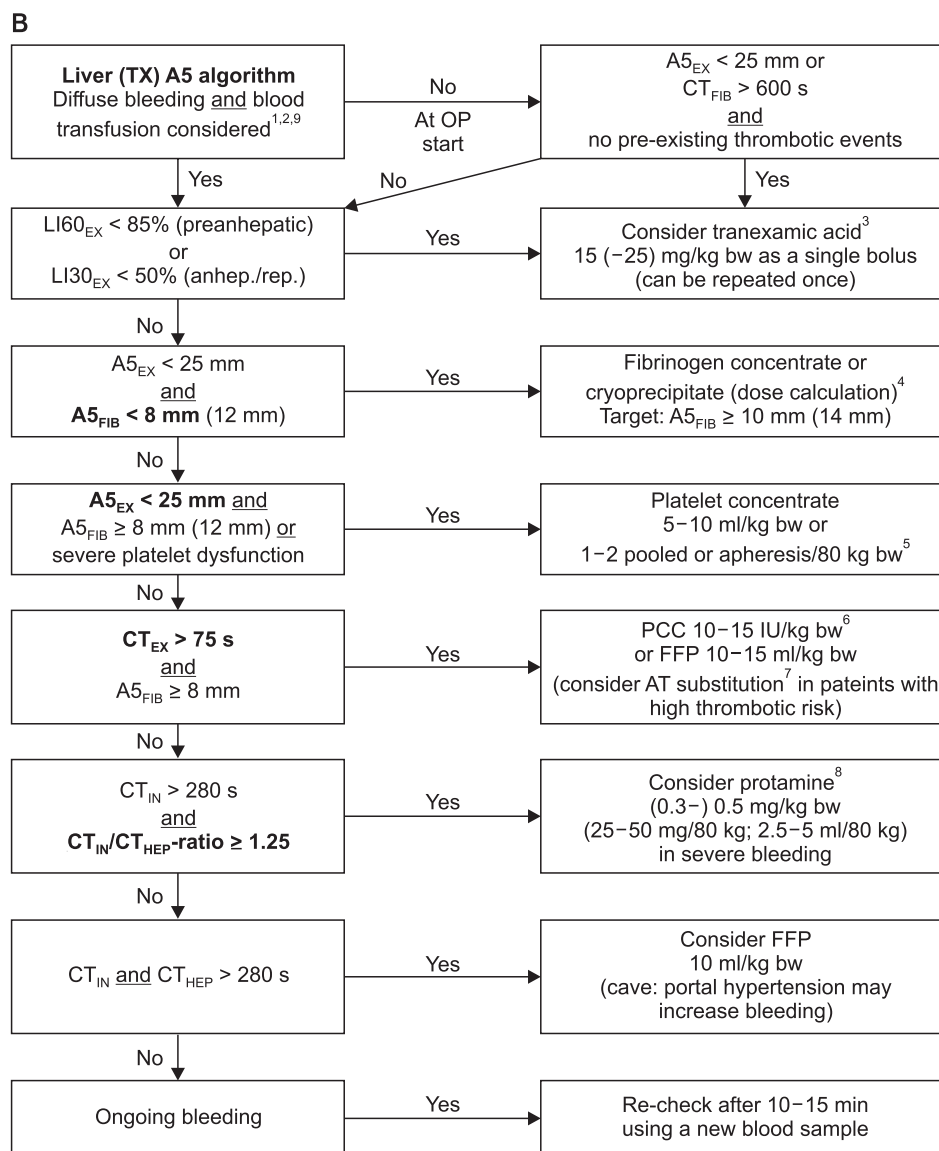 B
Liver (TX) A5 algorithm
Diffuse bleeding and blood
transfusion considered1,2,9
No
At OP
start
A5EX < 25 mm or
CTFIB > 600 s
and
no pre-existing thrombotic events
Yes
No
Yes
LI60EX < 85% (preanhepatic)
or
LI30EX < 50% (anhep./rep.)
Yes
Consider tranexamic acid3
15 (−25) mg/kg bw as a single bolus
(can be repeated once)
No
A5EX < 25 mm
and
A5FIB < 8 mm (12 mm)
Yes
Fibrinogen concentrate or
cryoprecipitate (dose calculation)4
Target: A5FIB ≥ 10 mm (14 mm)
No
A5EX < 25 mm and
A5FIB ≥ 8 mm (12 mm) or
severe platelet dysfunction
Yes
Platelet concentrate
5−10 ml/kg bw or
1−2 pooled or apheresis/80 kg bw5
No
CTEX > 75 s
and
A5FIB ≥ 8 mm
Yes
PCC 10−15 IU/kg bw6
or FFP 10−15 ml/kg bw
(consider AT substitution7 in pateints with
high thrombotic risk)
No
CTIN > 280 s
and
CTIN/CTHEP-ratio ≥ 1.25
Yes
Consider protamine8
(0.3−) 0.5 mg/kg bw
(25−50 mg/80 kg; 2.5−5 ml/80 kg)
in severe bleeding
No
CTIN and CTHEP > 280 s
Yes
Consider FFP
10 ml/kg bw
(cave: portal hypertension may
increase bleeding)
No
Ongoing bleeding
Yes
Re-check after 10−15 min
using a new blood sample